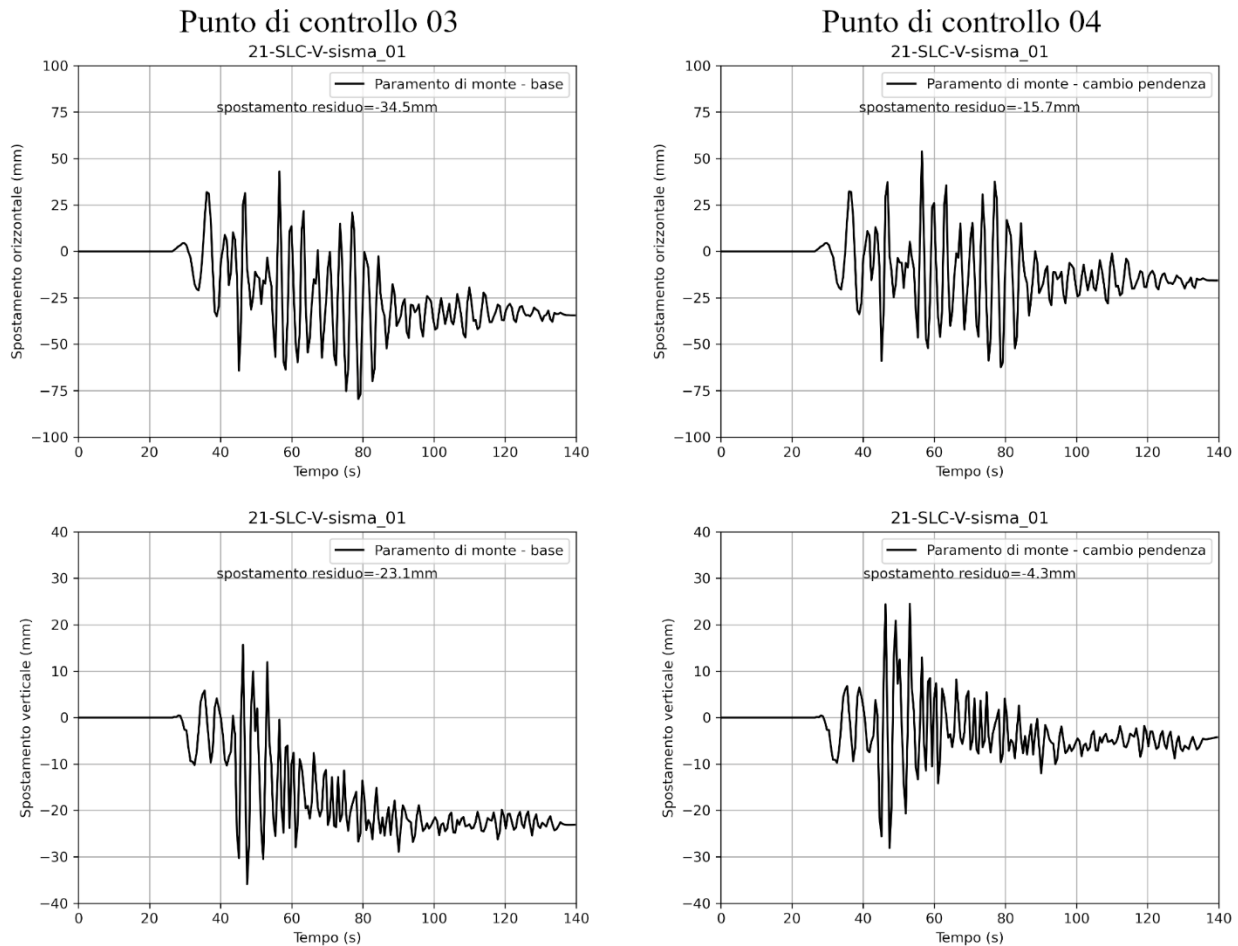 Punto di controllo 03
21-SLC-V-sisma_01
Paramento di monte - base
spostamento residuo=-34.5mm
Spostamento orizzontale (mm)
100
75
50
25
0
−25
−50
−75
−100
0 20 40 60 80 100 120 140
Tempo (s)
Punto di controllo 04
21-SLC-V-sisma_01
Paramento di monte - cambio pendenza
spostamento residuo=-15.7mm
Spostamento orizzontale (mm)
100
75
50
25
0
−25
−50
−75
−100
0 20 40 60 80 100 120 140
Tempo (s)
21-SLC-V-sisma_01
Paramento di monte - base
spostamento residuo=-23.1mm
Spostamento verticale (mm)
40
30
20
10
0
−10
−20
−30
−40
0 20 40 60 80 100 120 140
Tempo (s)
21-SLC-V-sisma_01
Paramento di monte - cambio pendenza
spostamento residuo=-4.3mm
Spostamento verticale (mm)
40
30
20
10
0
−10
−20
−30
−40
0 20 40 60 80 100 120 140
Tempo (s)